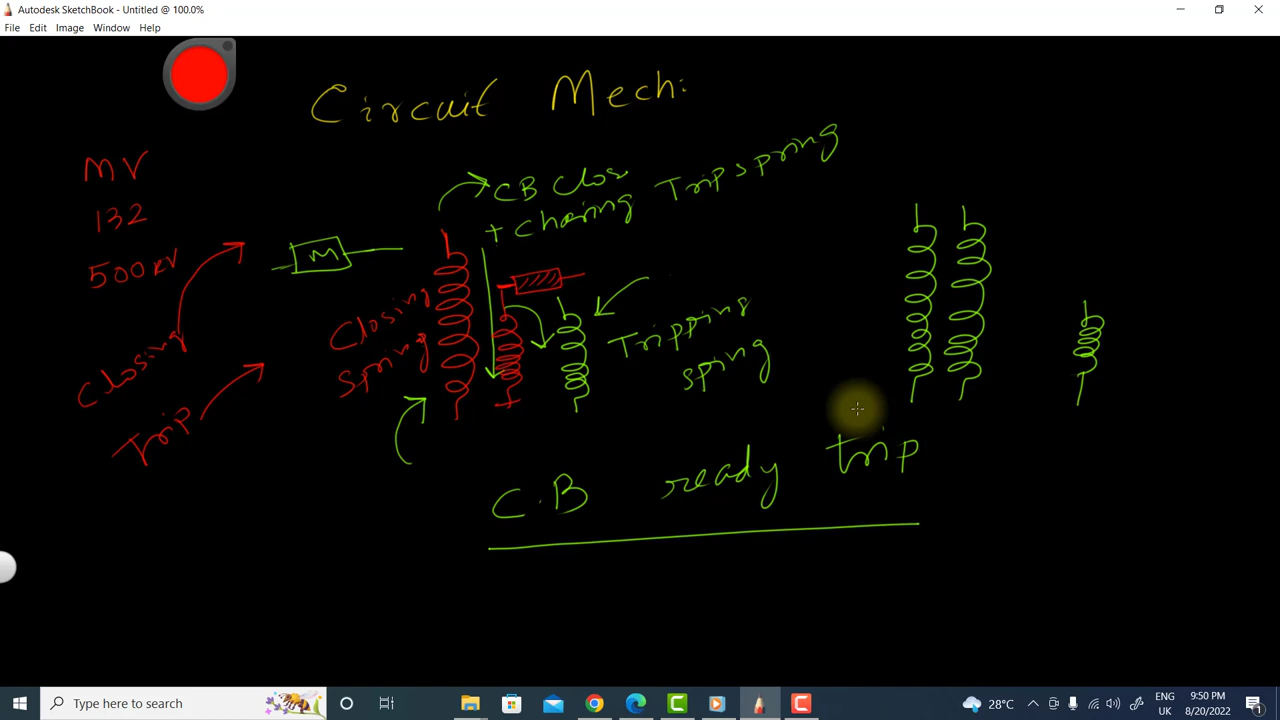 Autodesk SketchBook - Untitled @ 100.0%
File Edit Image Window Help
Circuit Mech:
MV
132
500kV
Closing
Trip
M
CB Clos
+ Charing Trip spring
Closing
spring
Tripping
spring
C.B ready trip
Type here to search
28°C
ENG
UK
9:50 PM
8/20/2022
1